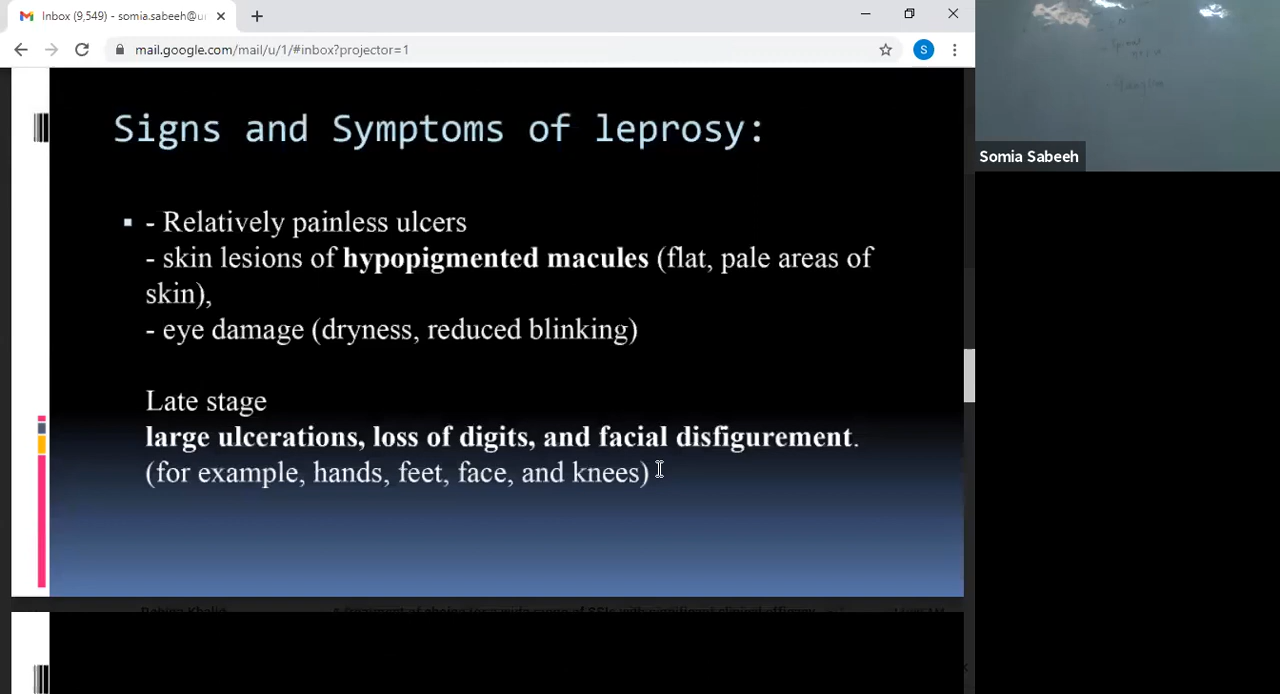 Inbox (9,549) - somia.sabeeh@u
mail.google.com/mail/u/1/#inbox?projector=1
S
Signs and Symptoms of leprosy:
- Relatively painless ulcers
- skin lesions of hypopigmented macules (flat, pale areas of
skin),
- eye damage (dryness, reduced blinking)
Late stage
large ulcerations, loss of digits, and facial disfigurement.
(for example, hands, feet, face, and knees)
Somia Sabeeh